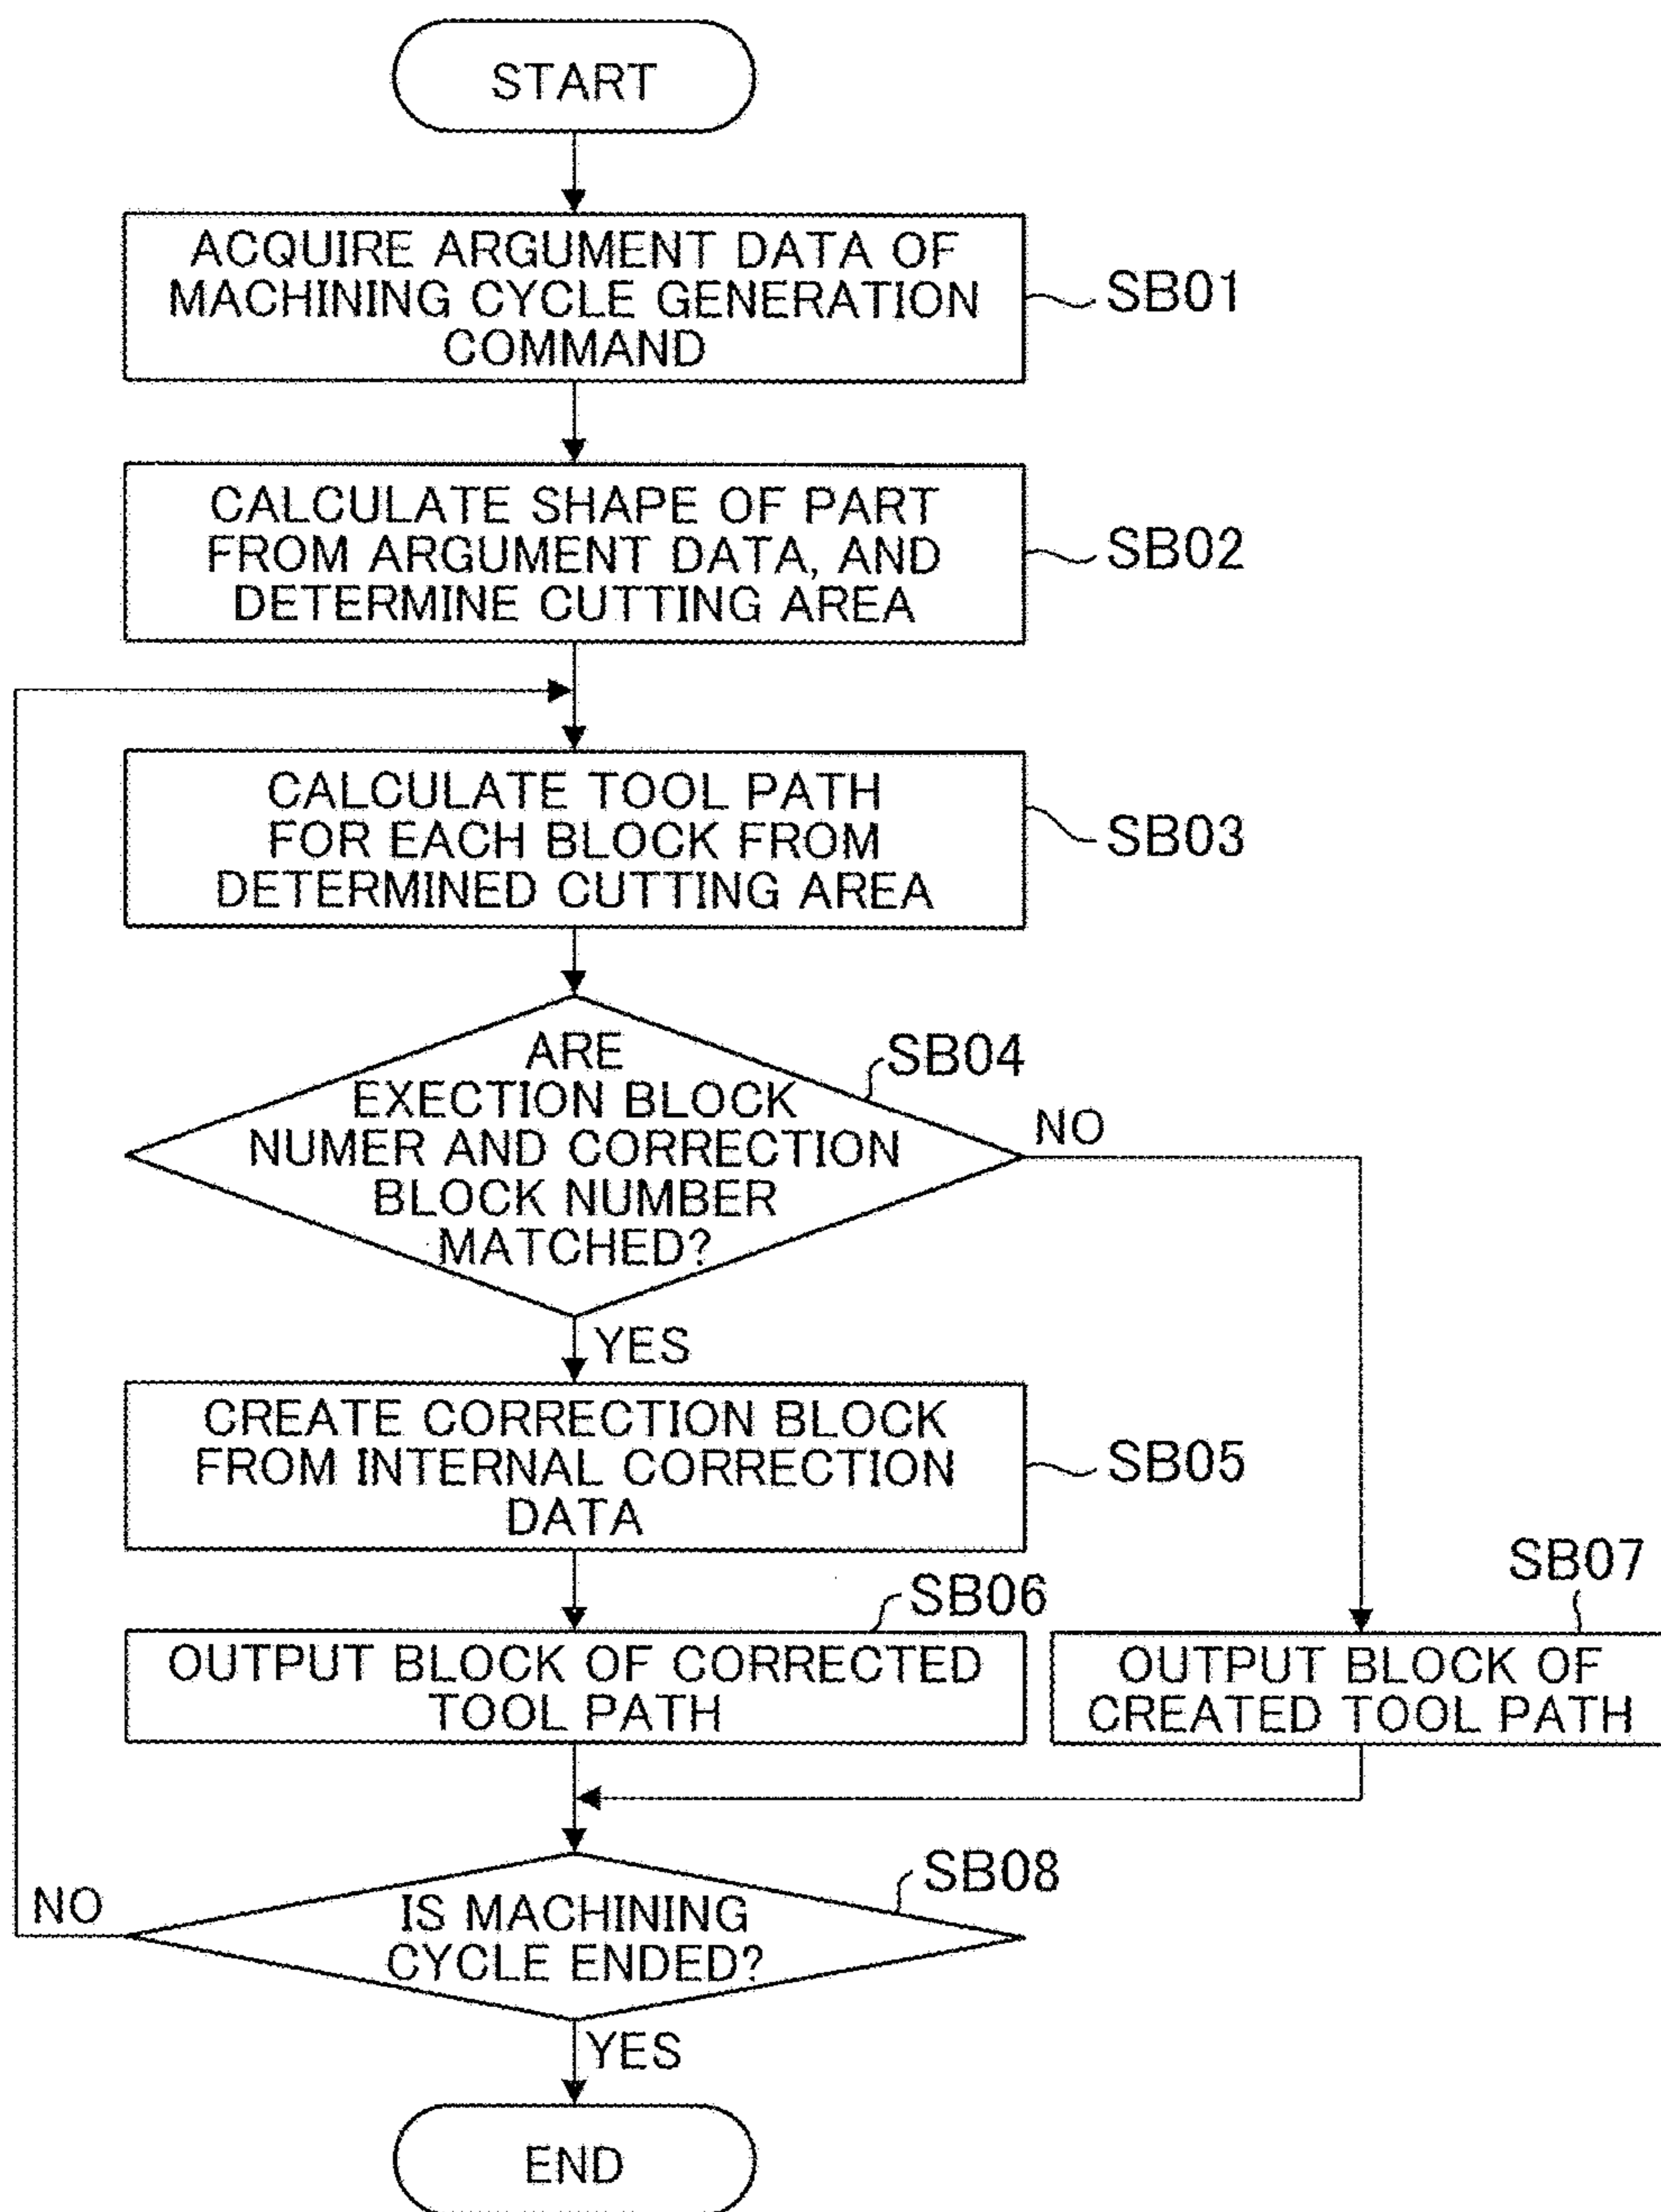 START
ACQUIRE ARGUMENT DATA OF
MACHINING CYCLE GENERATION
COMMAND
SB01
CALCULATE SHAPE OF PART
FROM ARGUMENT DATA, AND
DETERMINE CUTTING AREA
SB02
CALCULATE TOOL PATH
FOR EACH BLOCK FROM
DETERMINED CUTTING AREA
SB03
ARE
EXECTION BLOCK
NUMER AND CORRECTION
BLOCK NUMBER
MATCHED?
SB04
NO
YES
CREATE CORRECTION BLOCK
FROM INTERNAL CORRECTION
DATA
SB05
OUTPUT BLOCK OF CORRECTED
TOOL PATH
SB06
OUTPUT BLOCK OF
CREATED TOOL PATH
SB07
IS MACHINING
CYCLE ENDED?
SB08
NO
YES
END